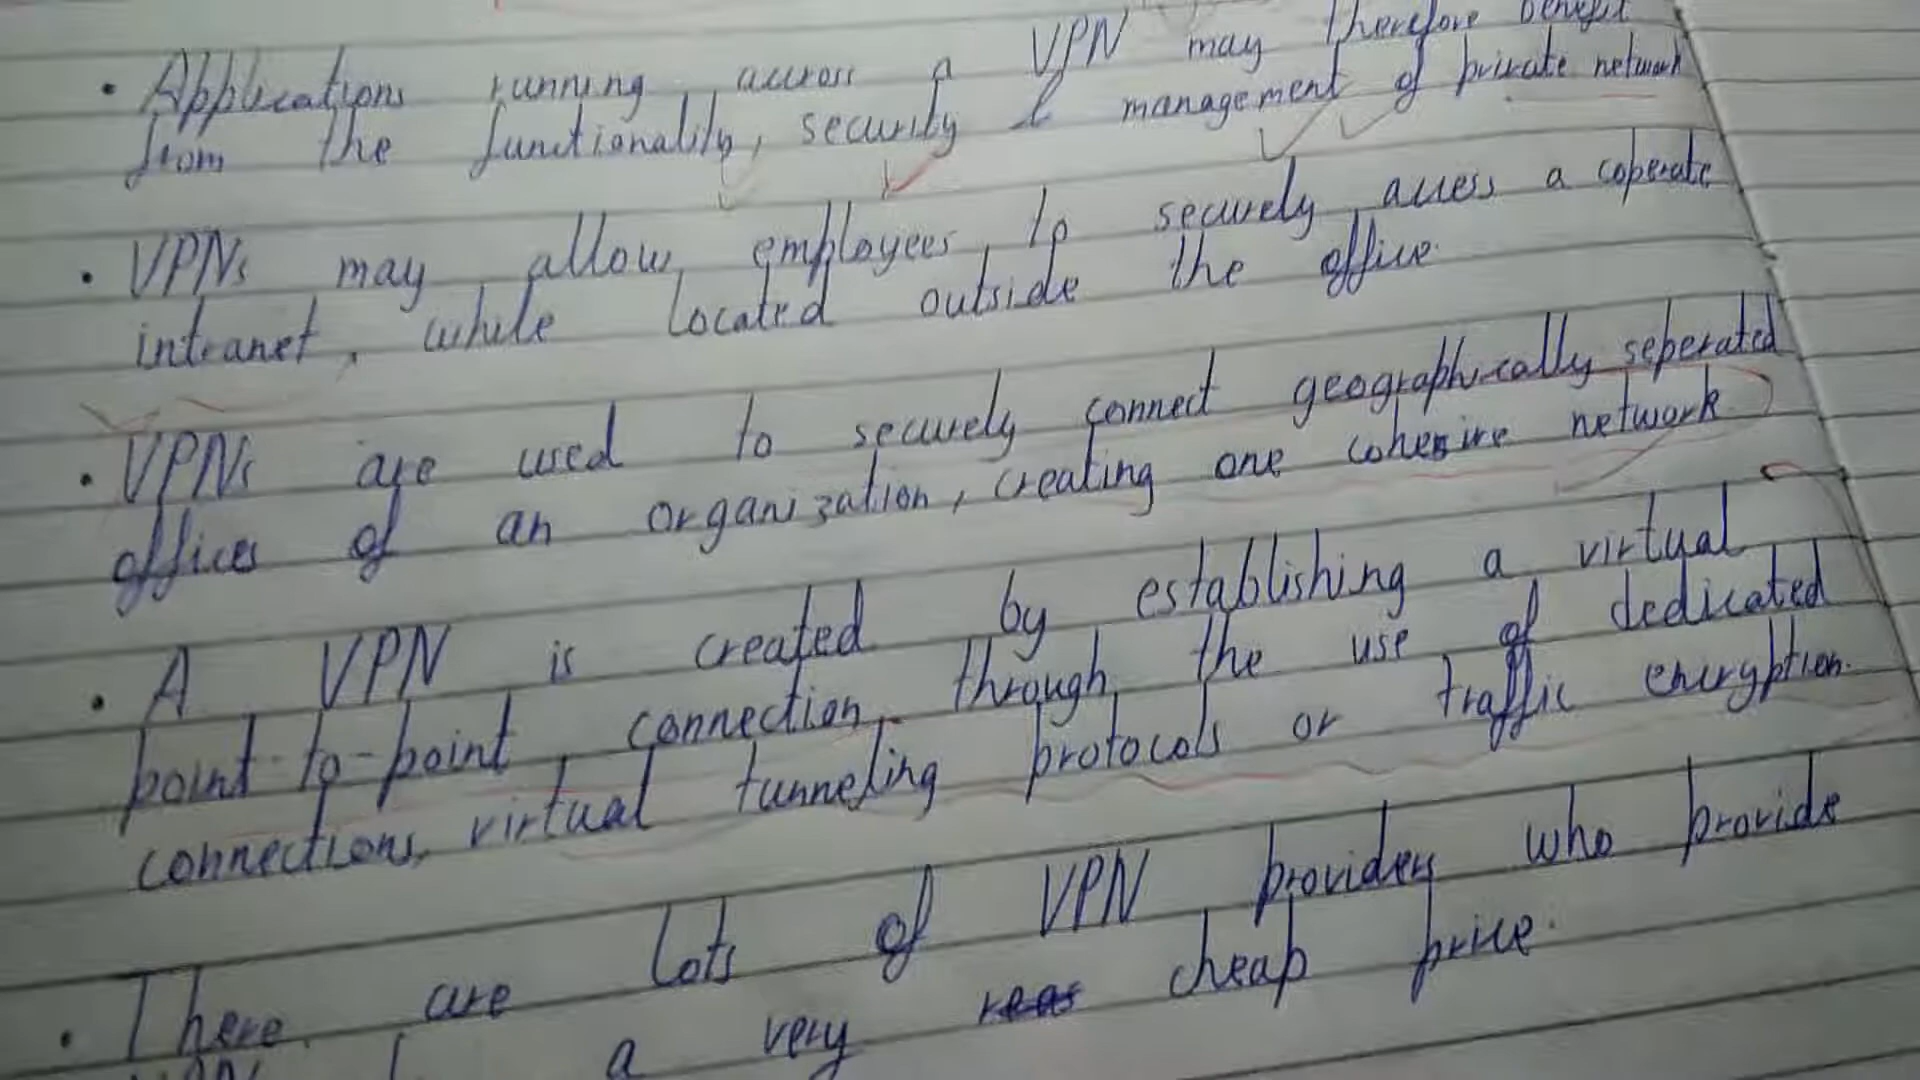 • Applications running across a VPN may therefore benefit
from the functionality, security & management of private network
• VPNs may allow employees to securely access a coperate
intranet, while located outside the office.
• VPNs are used to securely connect geographically seperated
offices of an organization, creating one cohesive network
• A VPN is created by establishing a virtual
point-to-point connection through the use of dedicated
connections, virtual tunneling protocols or traffic encryption.
• There are lots of VPN providers who provide
VPN for a very cheap price.